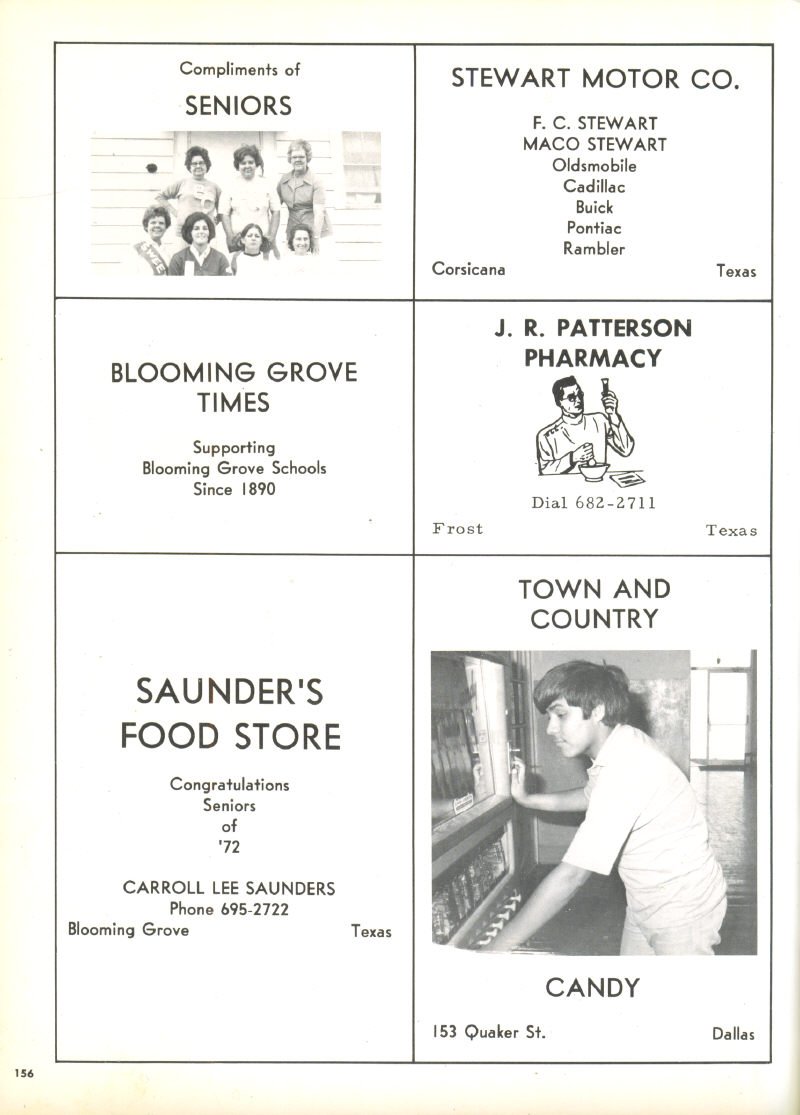 Compliments of
SENIORS
STEWART MOTOR CO.
F. C. STEWART
MACO STEWART
Oldsmobile
Cadillac
Buick
Pontiac
Rambler
Corsicana Texas
BLOOMING GROVE
TIMES
Supporting
Blooming Grove Schools
Since 1890
J. R. PATTERSON
PHARMACY
Dial 682-2711
Frost Texas
SAUNDER'S
FOOD STORE
Congratulations
Seniors
of
'72
CARROLL LEE SAUNDERS
Phone 695-2722
Blooming Grove Texas
TOWN AND
COUNTRY
CANDY
153 Quaker St. Dallas
156